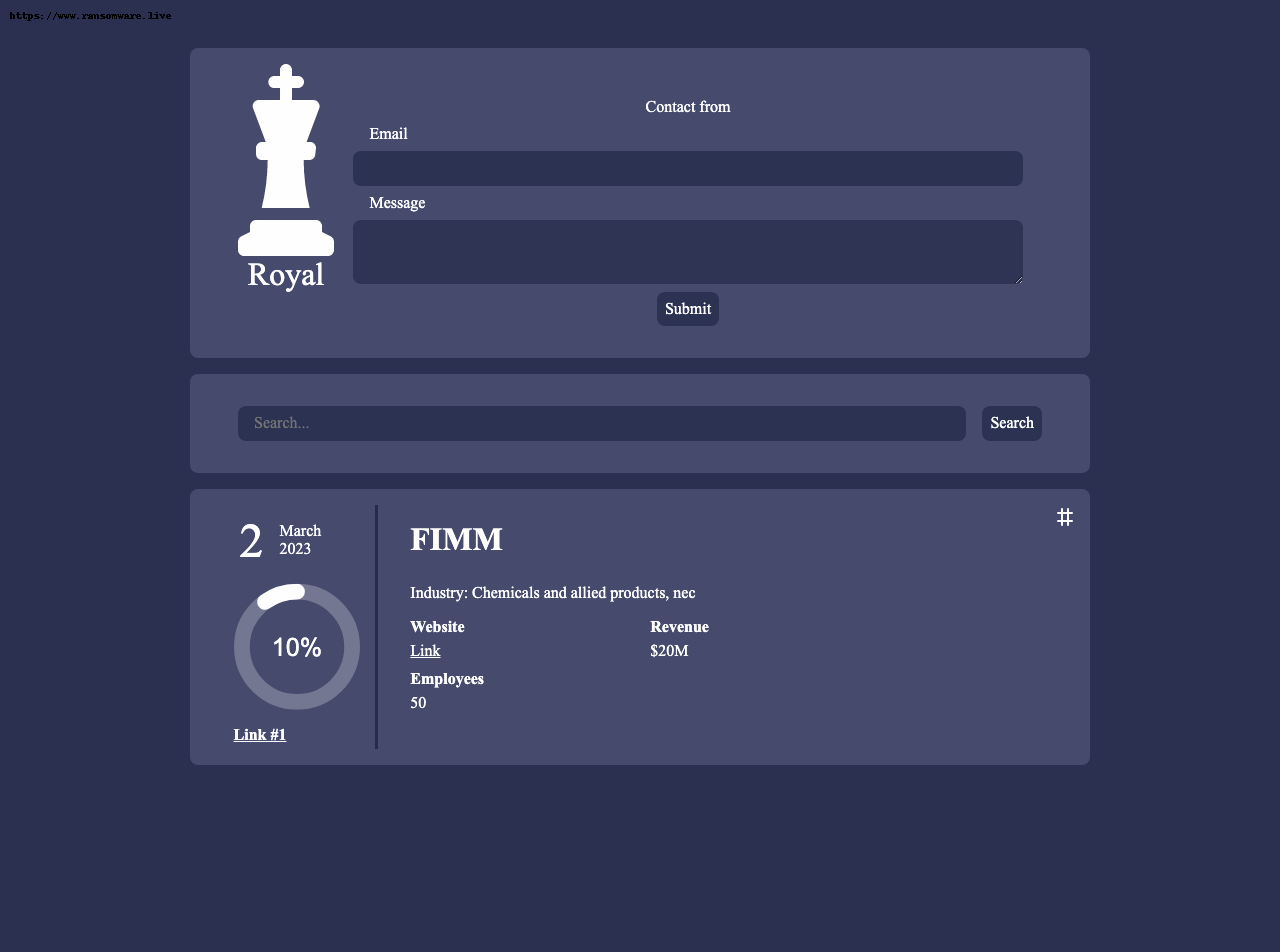 https://www.ransomware.live
Contact from
Email
Message
Royal
Submit
Search...
Search
2
March
2023
10%
Link #1
FIMM
#
Industry: Chemicals and allied products, nec
Website
Revenue
Link
$20M
Employees
50